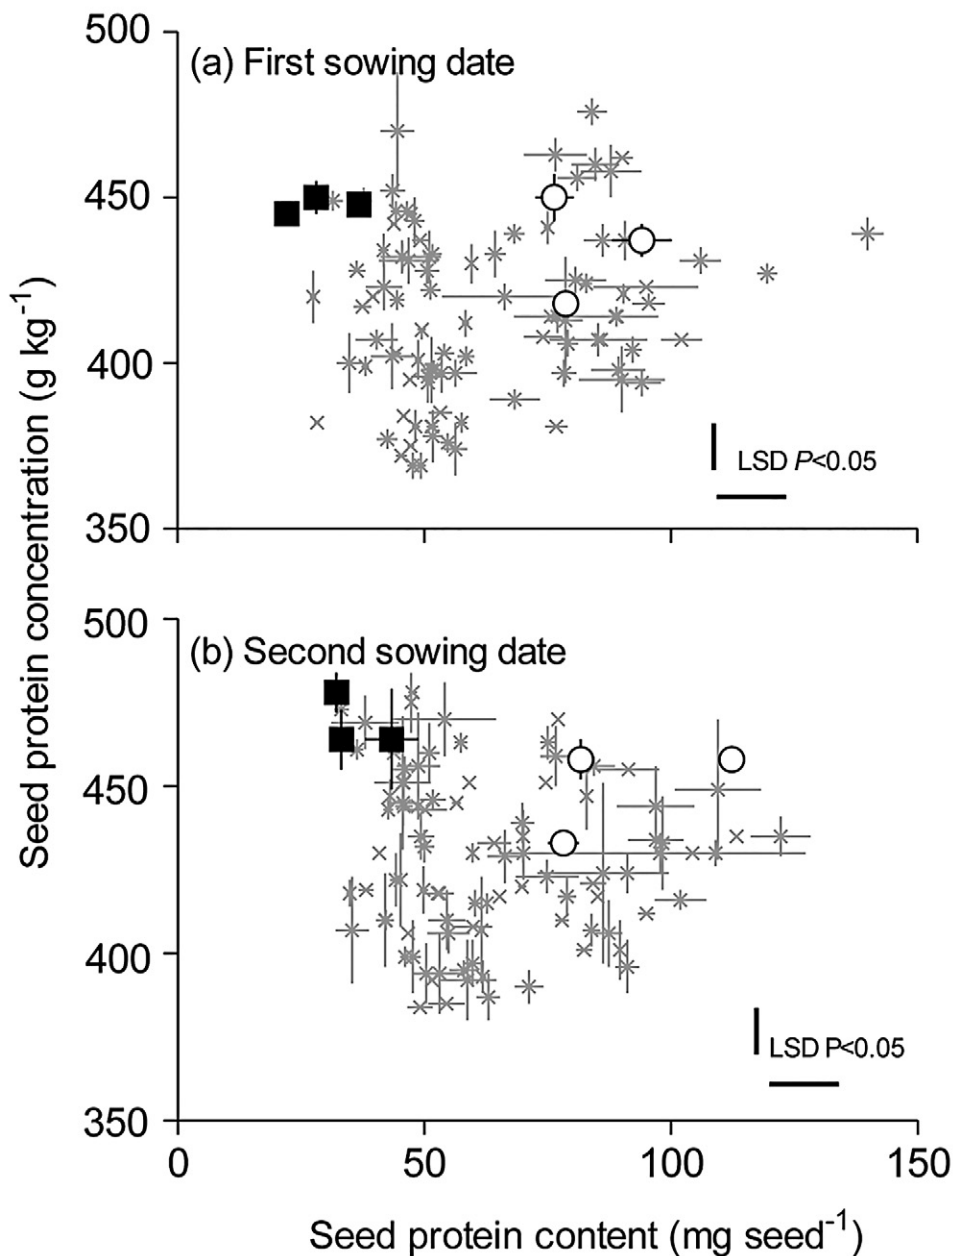 500
(a) First sowing date
450
400
LSD P<0.05
350
Seed protein concentration (g kg⁻¹)
500
(b) Second sowing date
450
400
LSD P<0.05
350
0 50 100 150
Seed protein content (mg seed⁻¹)